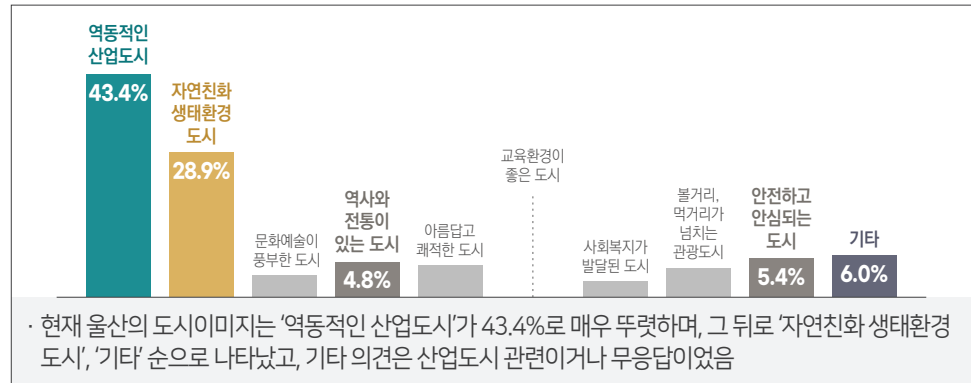 역동적인
산업도시
43.4%
자연친화
생태환경
도시
28.9%
문화예술이
풍부한 도시
역사와
전통이
있는 도시
4.8%
아름답고
쾌적한 도시
교육환경이
좋은 도시
사회복지가
발달된 도시
볼거리,
먹거리가
넘치는
관광도시
안전하고
안심되는
도시
5.4%
기타
6.0%
· 현재 울산의 도시이미지는 ‘역동적인 산업도시’가 43.4%로 매우 뚜렷하며, 그 뒤로 ‘자연친화 생태환경
도시’, ‘기타’ 순으로 나타났고, 기타 의견은 산업도시 관련이거나 무응답이었음